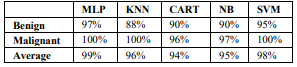 MLP KNN CART NB SVM
Benign 97% 88% 90% 90% 95%
Malignant 100% 100% 96% 97% 100%
Average 99% 96% 94% 95% 98%